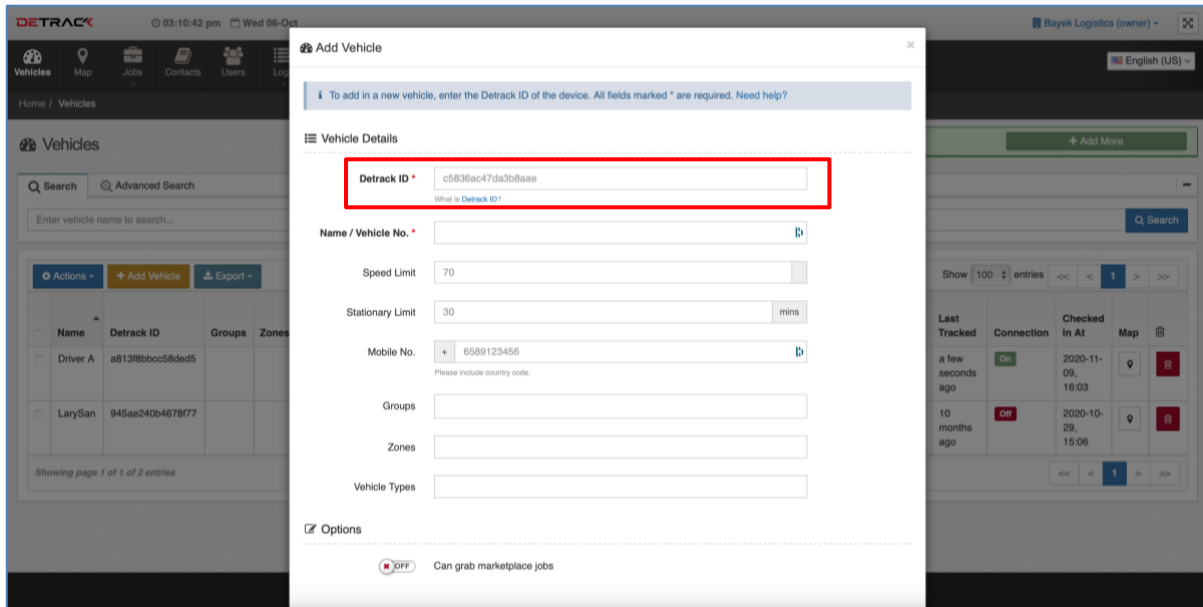 DETRACK
03:10:42 pm Wed 06-Oct
Bayek Logistics (owner)
Vehicles Map Jobs Contacts Users Log
English (US)
Home / Vehicles
Vehicles
+ Add More
Search Advanced Search
Enter vehicle name to search...
Search
Actions + Add Vehicle Export
Show 100 entries << < 1 > >>
Name Detrack ID Groups Zones Last Tracked Connection Checked In At Map
Driver A a813f8bbcc58ded5 a few seconds ago On 2020-11-09, 16:03
LarySan 945ae240b4678f77 10 months ago Off 2020-10-29, 15:06
Showing page 1 of 1 of 2 entries
<< < 1 > >>
Add Vehicle
×
To add in a new vehicle, enter the Detrack ID of the device. All fields marked * are required. Need help?
Vehicle Details
Detrack ID * c5836ac47da3b8aae
What is Detrack ID?
Name / Vehicle No. *
Speed Limit 70
Stationary Limit 30 mins
Mobile No. + 6589123456
Please include country code.
Groups
Zones
Vehicle Types
Options
OFF Can grab marketplace jobs